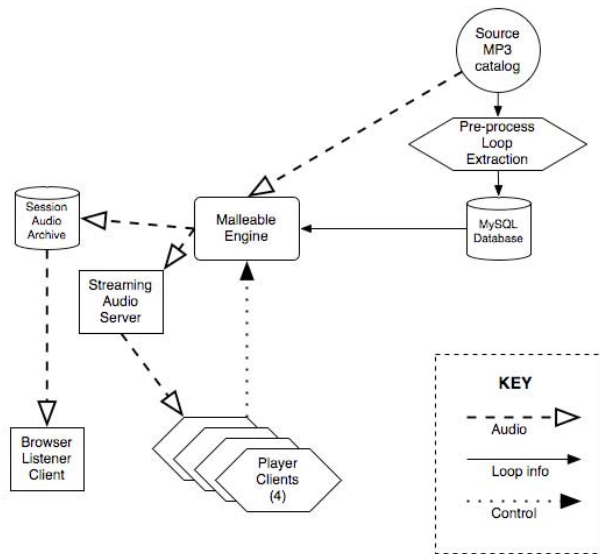 Source
MP3
catalog
Pre-process
Loop
Extraction
Session
Audio
Archive
Malleable
Engine
MySQL
Database
Streaming
Audio
Server
Browser
Listener
Client
Player
Clients
(4)
KEY
Audio
Loop info
Control